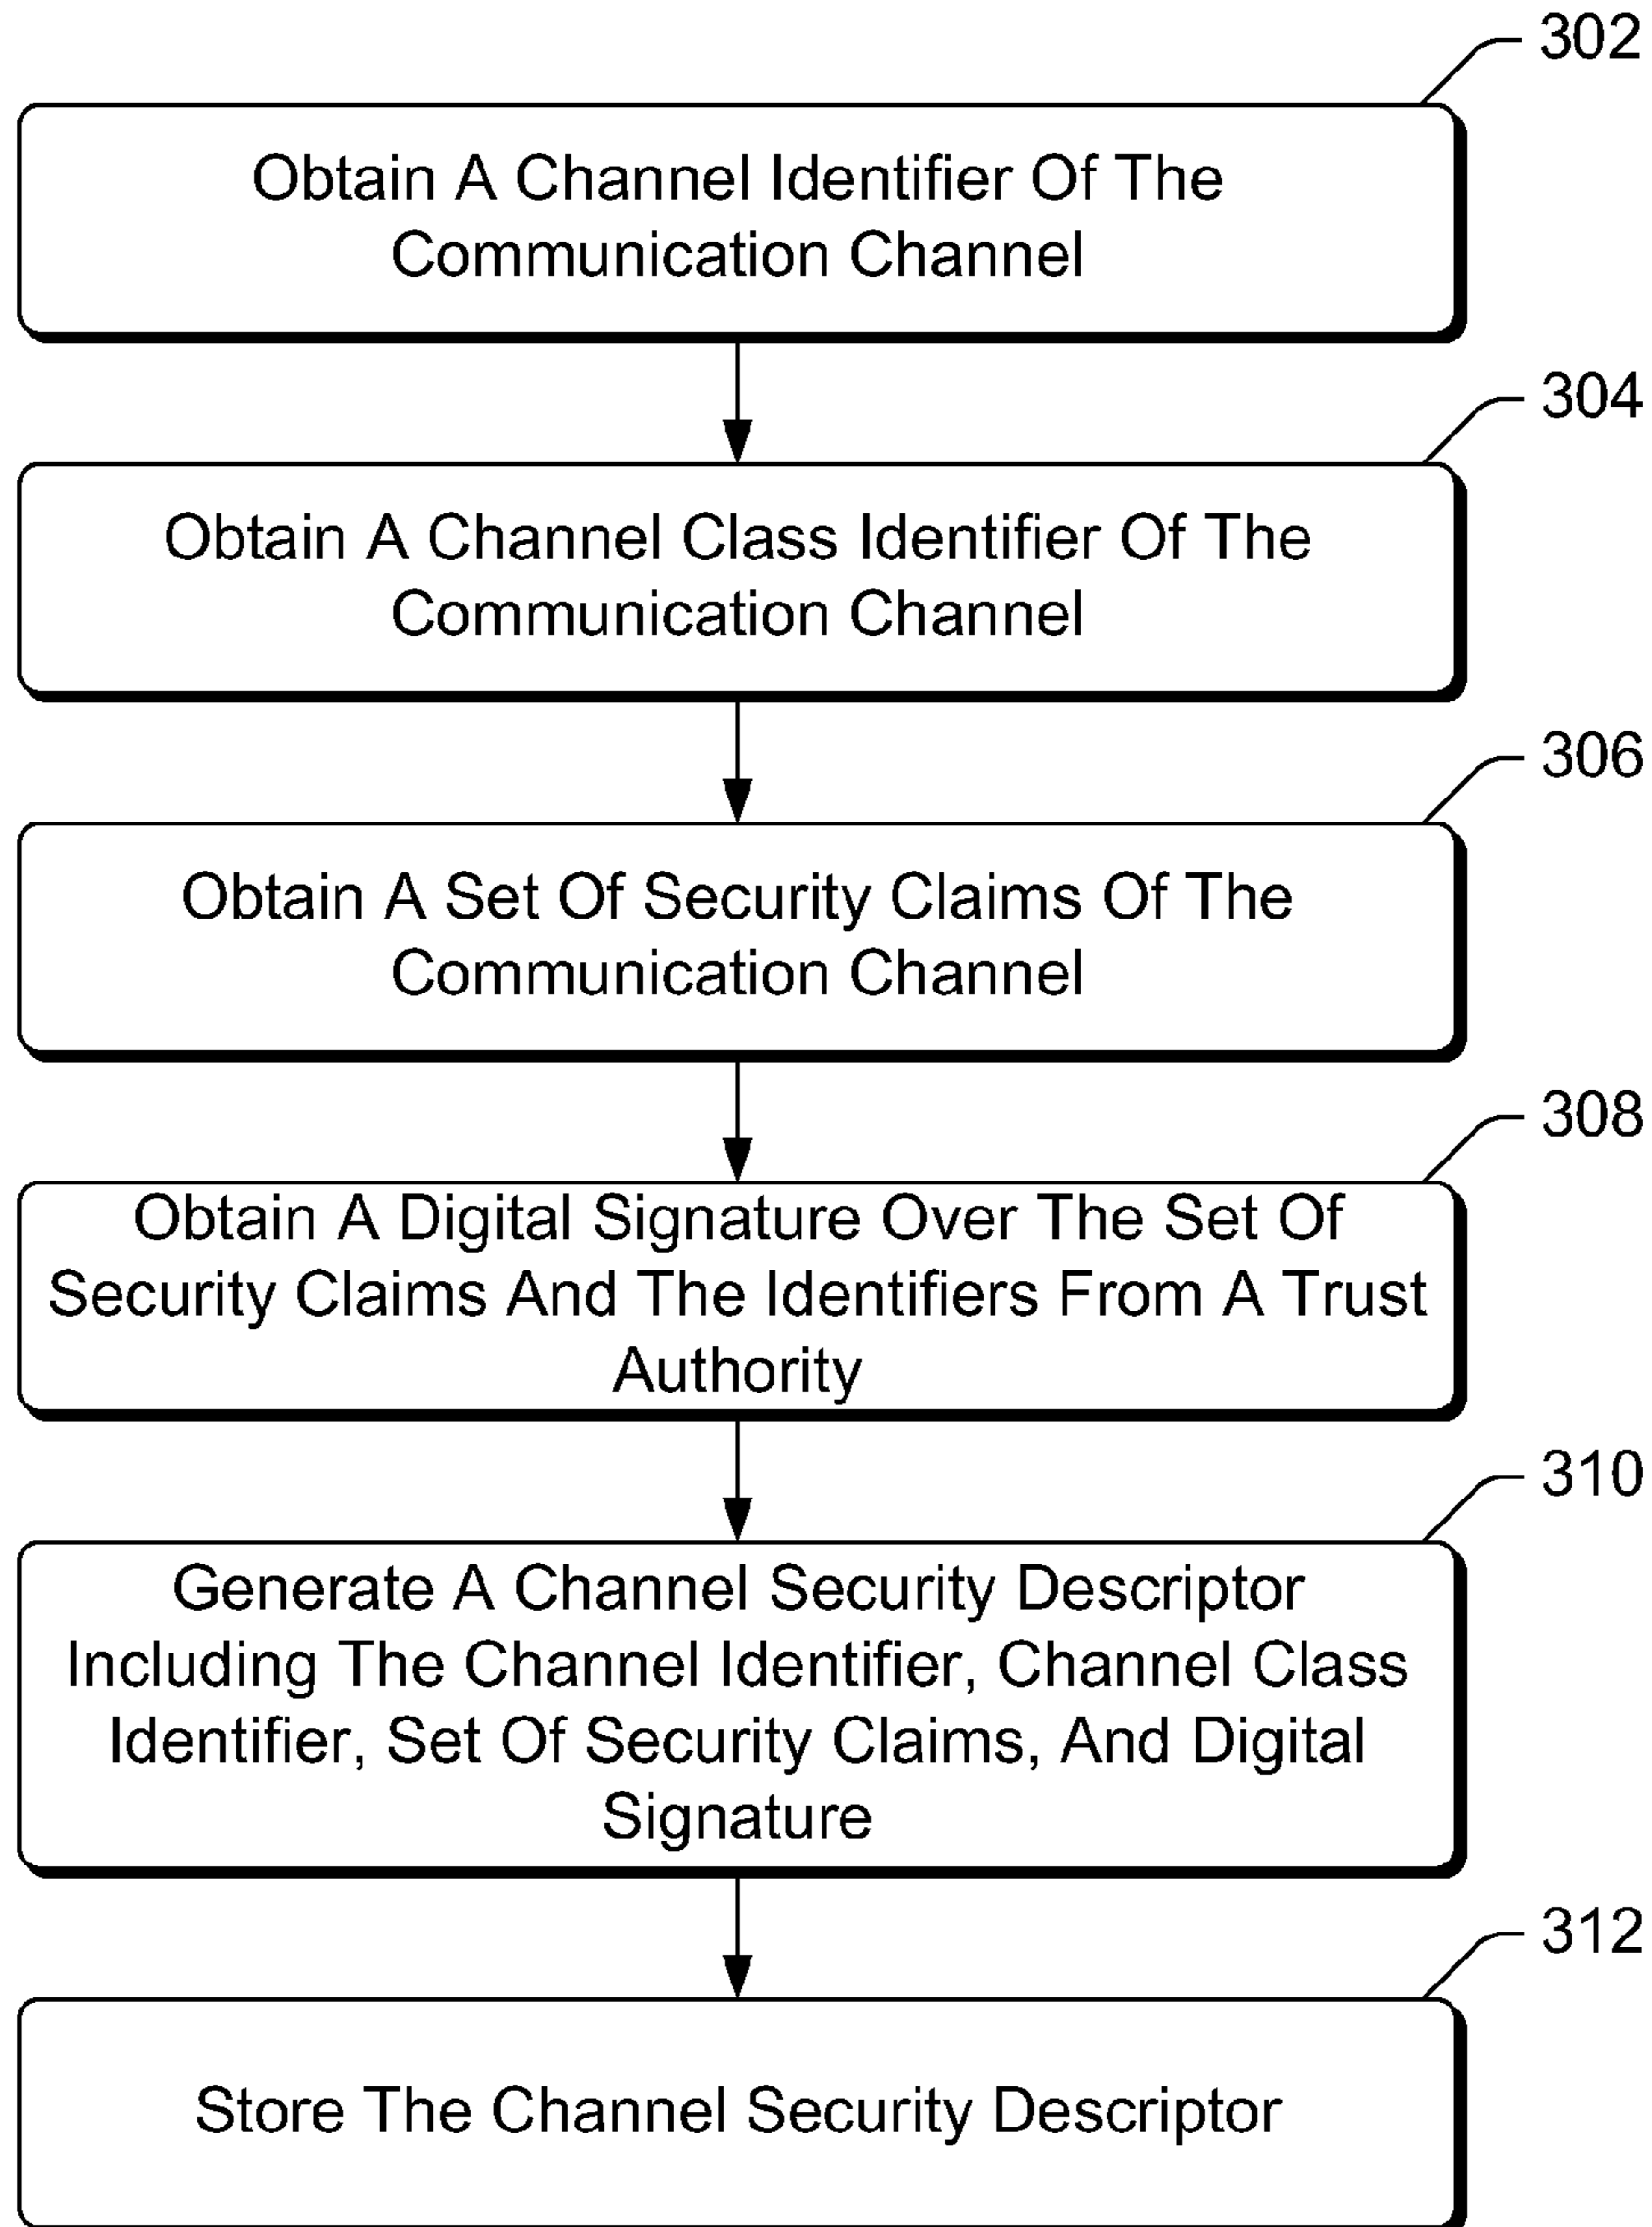 302
Obtain A Channel Identifier Of The
Communication Channel
304
Obtain A Channel Class Identifier Of The
Communication Channel
306
Obtain A Set Of Security Claims Of The
Communication Channel
308
Obtain A Digital Signature Over The Set Of
Security Claims And The Identifiers From A Trust
Authority
310
Generate A Channel Security Descriptor
Including The Channel Identifier, Channel Class
Identifier, Set Of Security Claims, And Digital
Signature
312
Store The Channel Security Descriptor